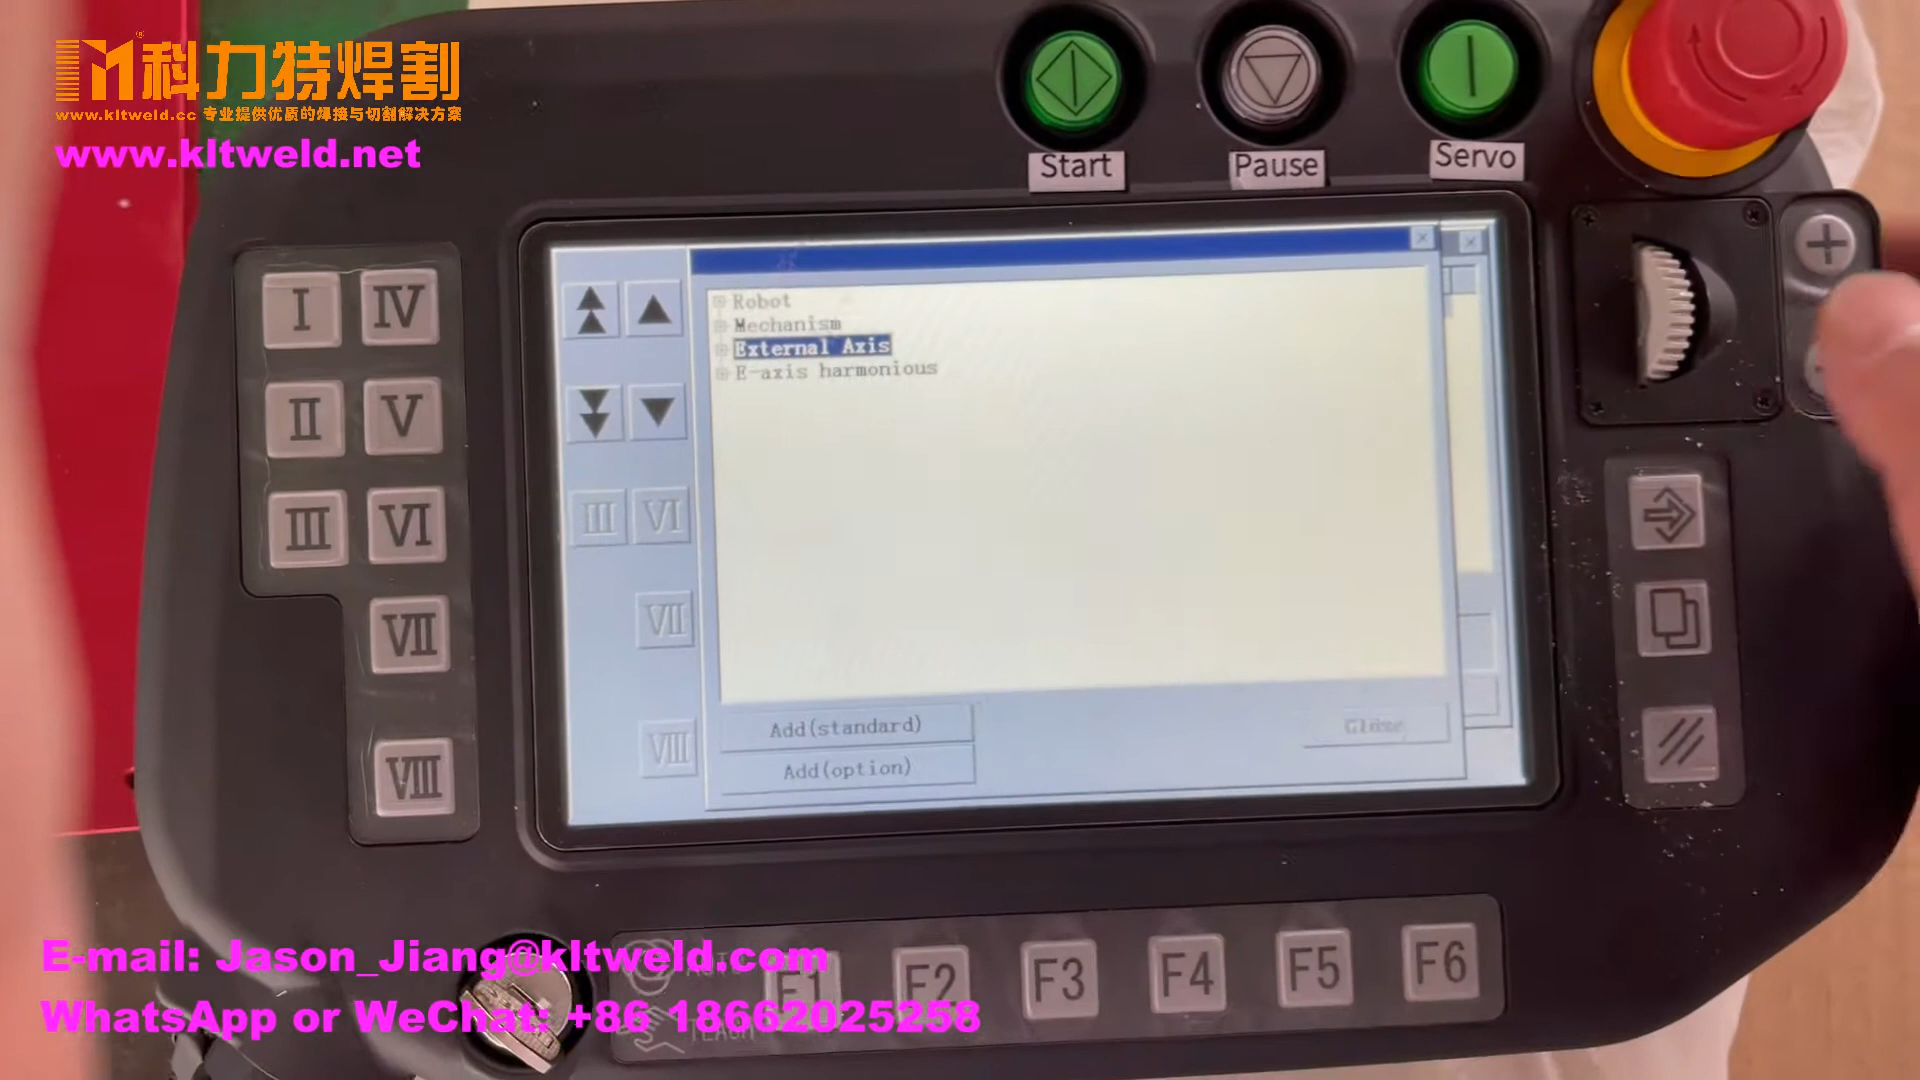 科力特焊割
www.kltweld.cc 专业提供优质的焊接与切割解决方案
www.kltweld.net
Start
Pause
Servo
I
IV
II
V
III
VI
VII
VIII
Robot
Mechanism
External Axis
E-axis harmonious
III
VI
VII
VIII
Add(standard)
Close
Add(option)
E-mail: Jason_Jiang@kltweld.com
WhatsApp or WeChat: +86 18662025258
AUTO
TEACH
F1
F2
F3
F4
F5
F6